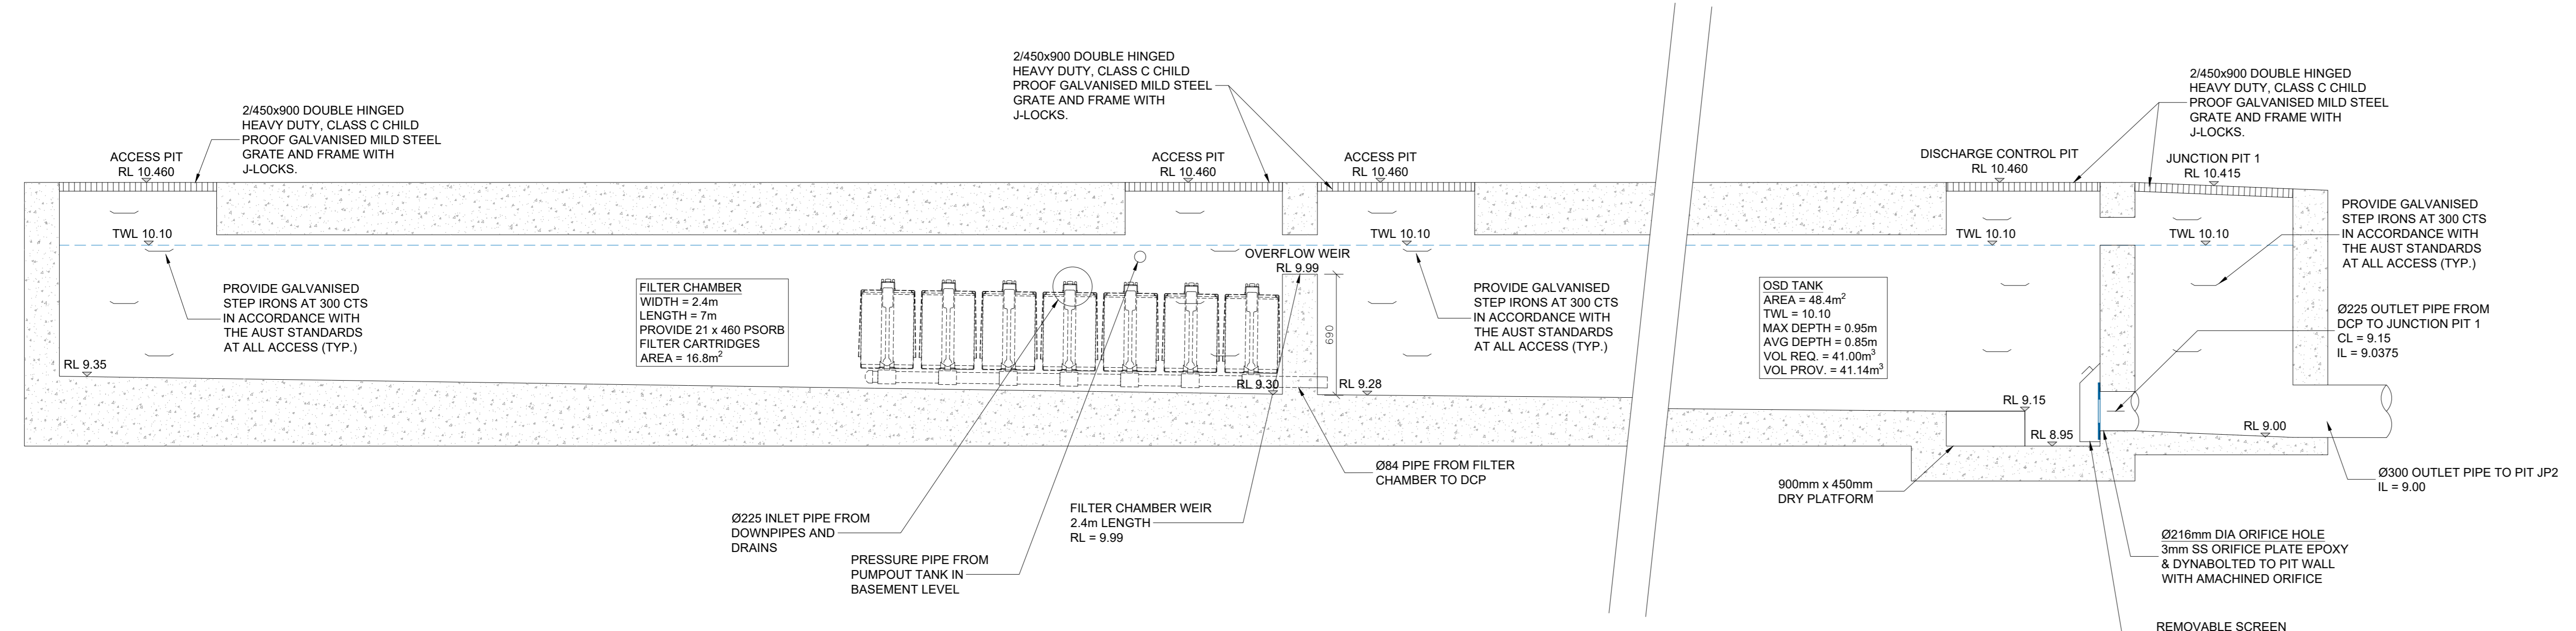 2/450x900 DOUBLE HINGED
HEAVY DUTY, CLASS C CHILD
PROOF GALVANISED MILD STEEL
GRATE AND FRAME WITH
J-LOCKS.
ACCESS PIT
RL 10.460
TWL 10.10
PROVIDE GALVANISED
STEP IRONS AT 300 CTS
IN ACCORDANCE WITH
THE AUST STANDARDS
AT ALL ACCESS (TYP.)
RL 9.35
FILTER CHAMBER
WIDTH = 2.4m
LENGTH = 7m
PROVIDE 21 x 460 PSORB
FILTER CARTRIDGES
AREA = 16.8m²
2/450x900 DOUBLE HINGED
HEAVY DUTY, CLASS C CHILD
PROOF GALVANISED MILD STEEL
GRATE AND FRAME WITH
J-LOCKS.
ACCESS PIT
RL 10.460
ACCESS PIT
RL 10.460
TWL 10.10
OVERFLOW WEIR
RL 9.99
690
RL 9.30
RL 9.28
PROVIDE GALVANISED
STEP IRONS AT 300 CTS
IN ACCORDANCE WITH
THE AUST STANDARDS
AT ALL ACCESS (TYP.)
Ø225 INLET PIPE FROM
DOWNPIPES AND
DRAINS
PRESSURE PIPE FROM
PUMPOUT TANK IN
BASEMENT LEVEL
FILTER CHAMBER WEIR
2.4m LENGTH
RL = 9.99
Ø84 PIPE FROM FILTER
CHAMBER TO DCP
OSD TANK
AREA = 48.4m²
TWL = 10.10
MAX DEPTH = 0.95m
AVG DEPTH = 0.85m
VOL REQ. = 41.00m³
VOL PROV. = 41.14m³
2/450x900 DOUBLE HINGED
HEAVY DUTY, CLASS C CHILD
PROOF GALVANISED MILD STEEL
GRATE AND FRAME WITH
J-LOCKS.
DISCHARGE CONTROL PIT
RL 10.460
JUNCTION PIT 1
RL 10.415
TWL 10.10
TWL 10.10
PROVIDE GALVANISED
STEP IRONS AT 300 CTS
IN ACCORDANCE WITH
THE AUST STANDARDS
AT ALL ACCESS (TYP.)
Ø225 OUTLET PIPE FROM
DCP TO JUNCTION PIT 1
CL = 9.15
IL = 9.0375
RL 9.15
RL 8.95
RL 9.00
900mm x 450mm
DRY PLATFORM
Ø300 OUTLET PIPE TO PIT JP2
IL = 9.00
Ø216mm DIA ORIFICE HOLE
3mm SS ORIFICE PLATE EPOXY
& DYNABOLTED TO PIT WALL
WITH AMACHINED ORIFICE
REMOVABLE SCREEN